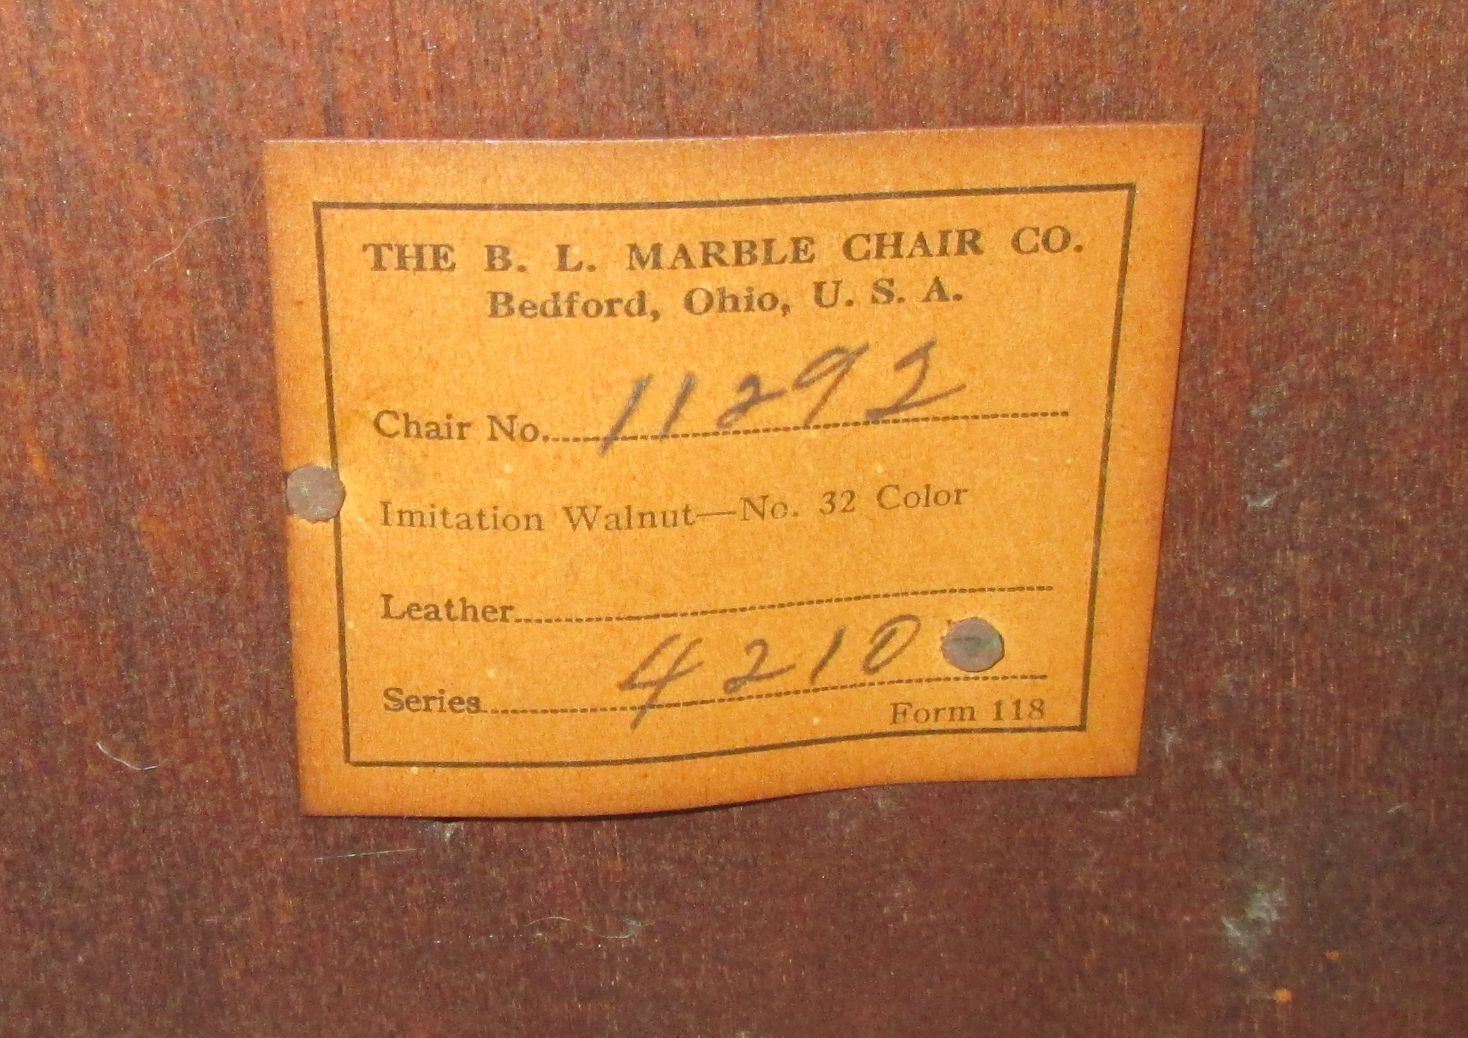 THE B. L. MARBLE CHAIR CO.
Bedford, Ohio, U. S. A.
Chair No. 11292
Imitation Walnut—No. 32 Color
Leather
Series 4210
Form 118